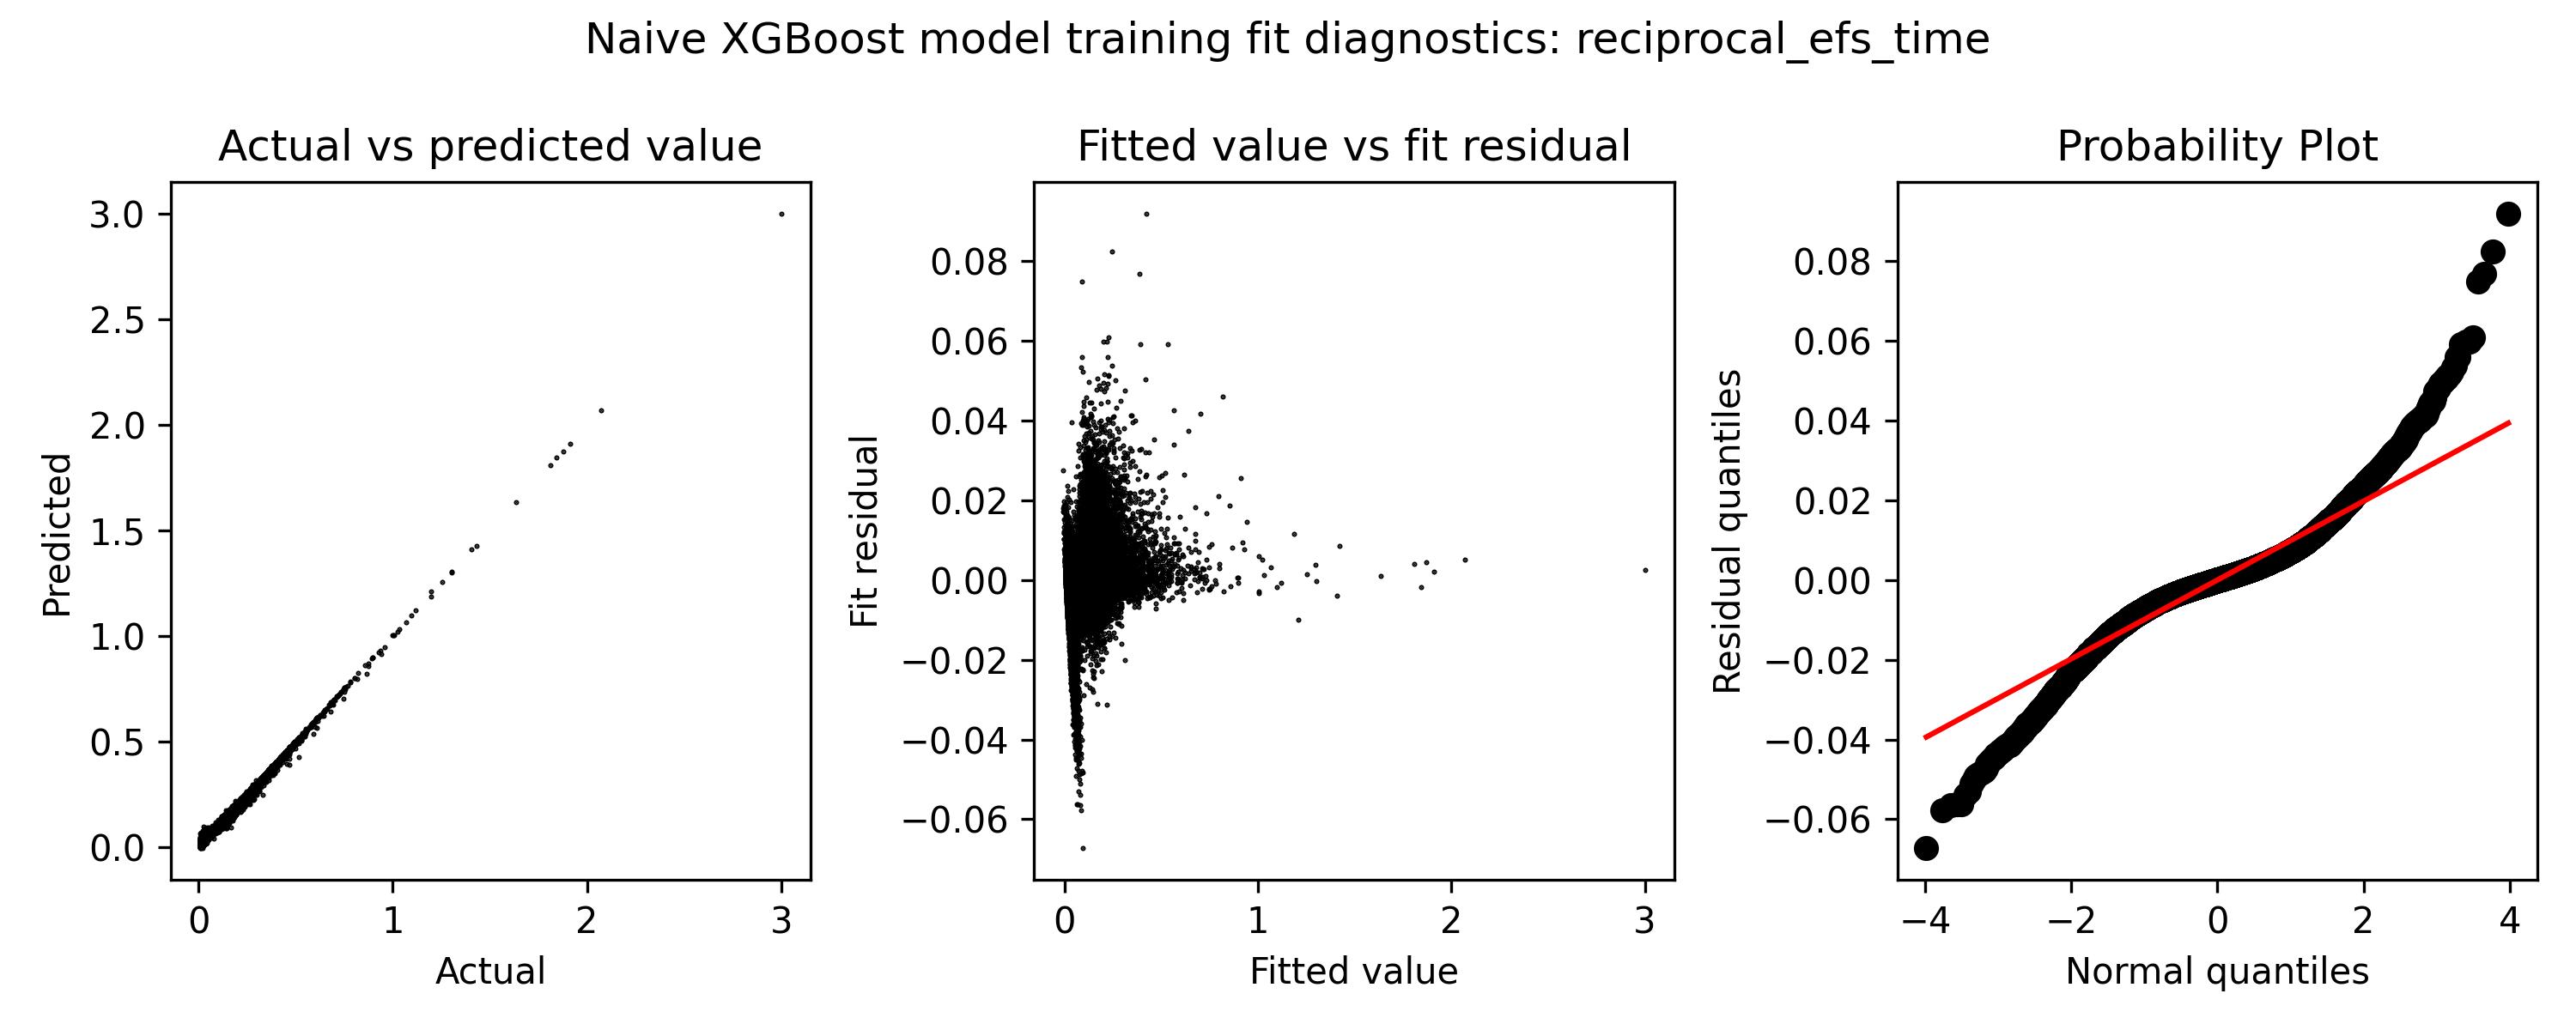 Naive XGBoost model training fit diagnostics: reciprocal_efs_time
Actual vs predicted value
3.0
2.5
2.0
1.5
1.0
0.5
0.0
Predicted
0 1 2 3
Actual
Fitted value vs fit residual
0.08
0.06
0.04
0.02
0.00
−0.02
−0.04
−0.06
Fit residual
0 1 2 3
Fitted value
Probability Plot
0.08
0.06
0.04
0.02
0.00
−0.02
−0.04
−0.06
Residual quantiles
−4 −2 0 2 4
Normal quantiles